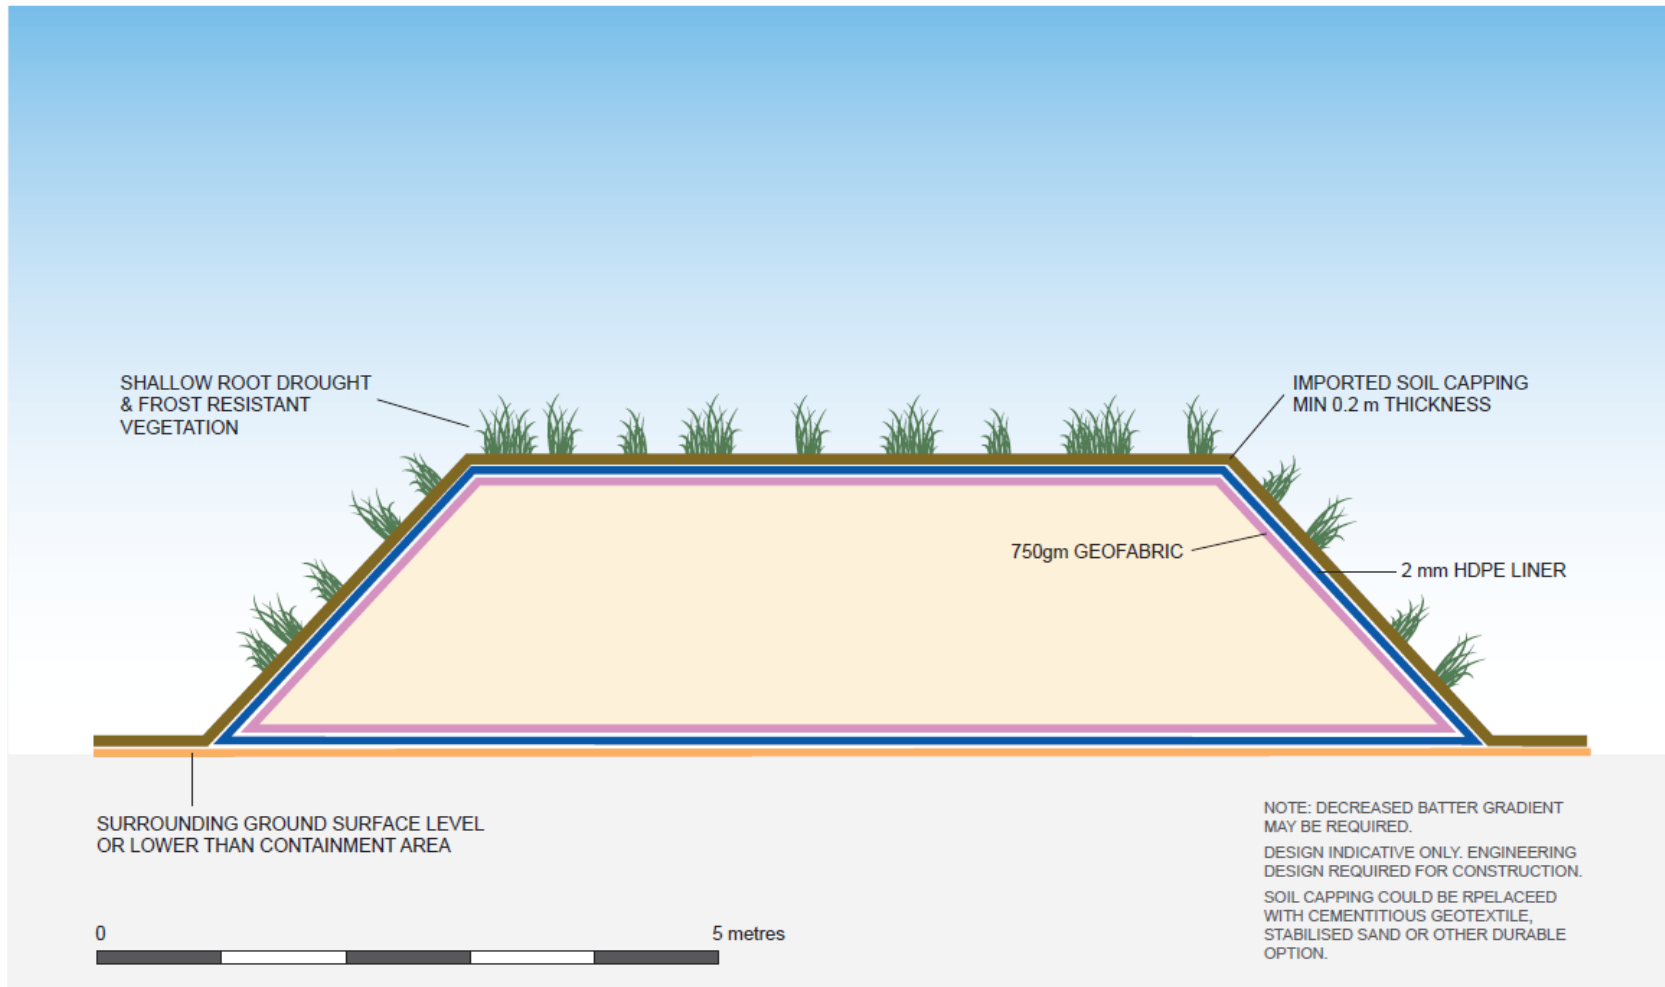 SHALLOW ROOT DROUGHT
& FROST RESISTANT
VEGETATION
IMPORTED SOIL CAPPING
MIN 0.2 m THICKNESS
750gm GEOFABRIC
2 mm HDPE LINER
SURROUNDING GROUND SURFACE LEVEL
OR LOWER THAN CONTAINMENT AREA
0
5 metres
NOTE: DECREASED BATTER GRADIENT
MAY BE REQUIRED.
DESIGN INDICATIVE ONLY. ENGINEERING
DESIGN REQUIRED FOR CONSTRUCTION.
SOIL CAPPING COULD BE RPELACEED
WITH CEMENTITIOUS GEOTEXTILE,
STABILISED SAND OR OTHER DURABLE
OPTION.